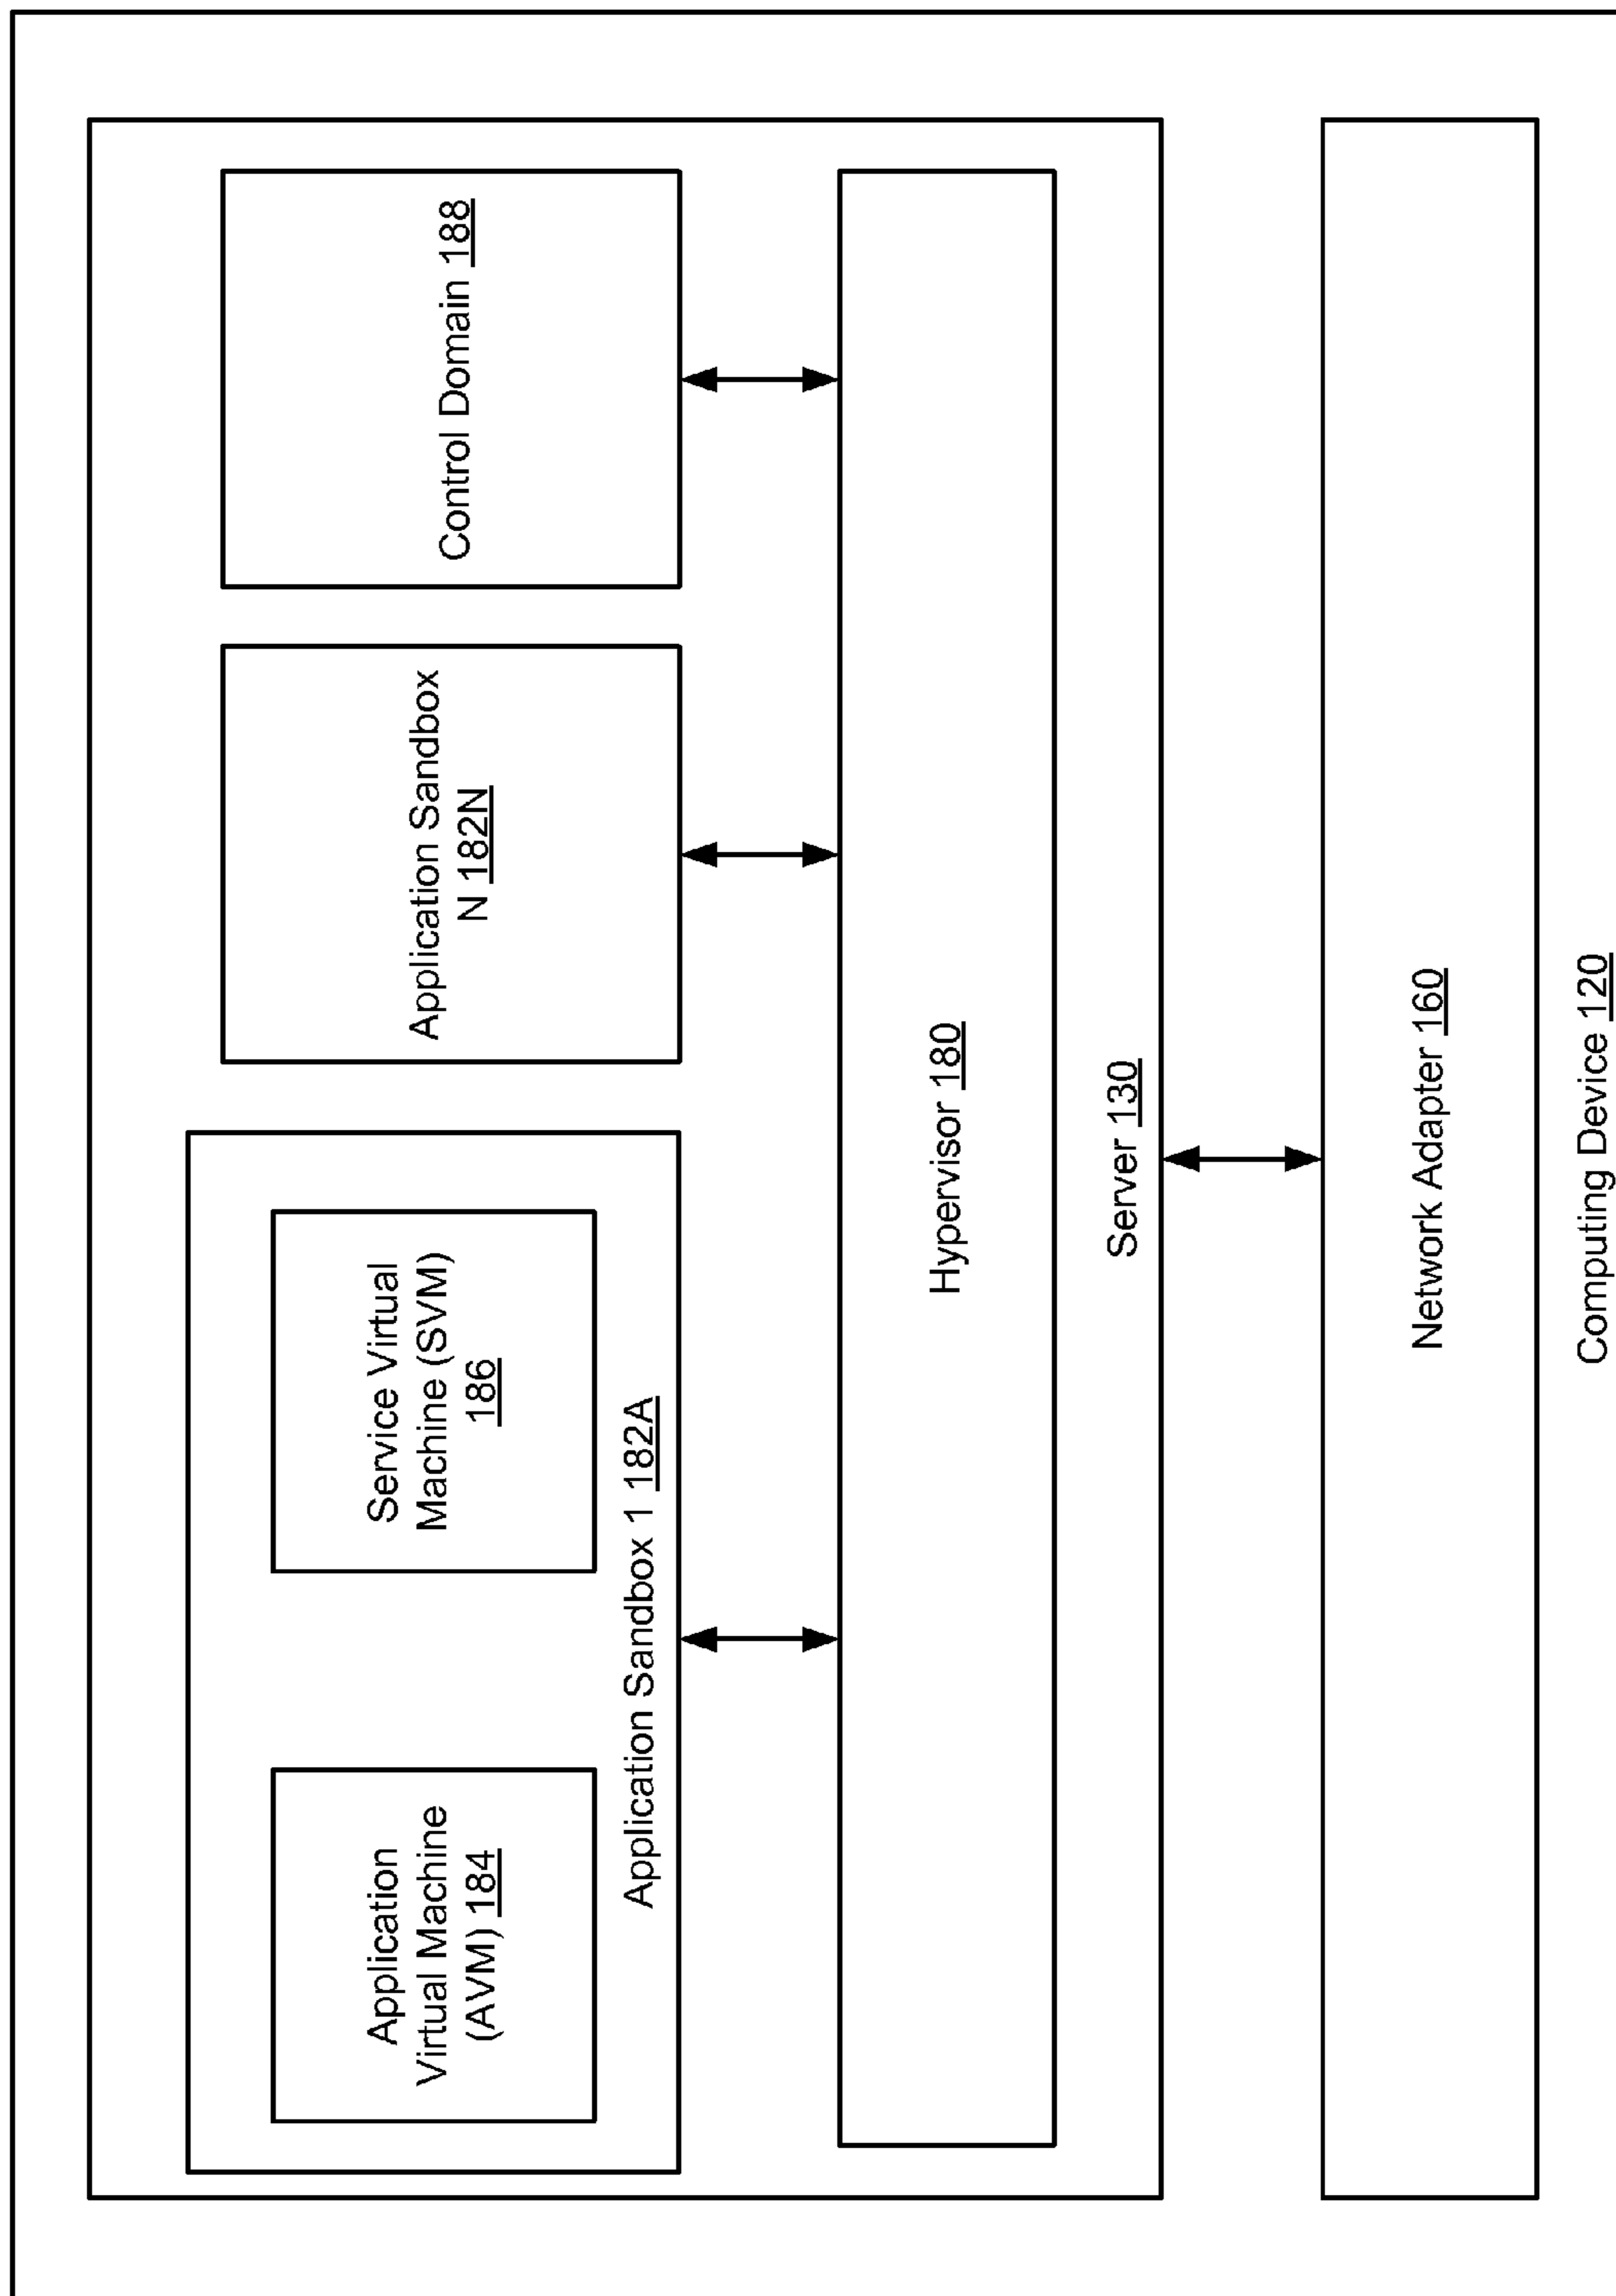 Application
Virtual Machine
(AVM) 184
Service Virtual
Machine (SVM)
186
Application Sandbox 1 182A
Application Sandbox
N 182N
Control Domain 188
Hypervisor 180
Server 130
Network Adapter 160
Computing Device 120